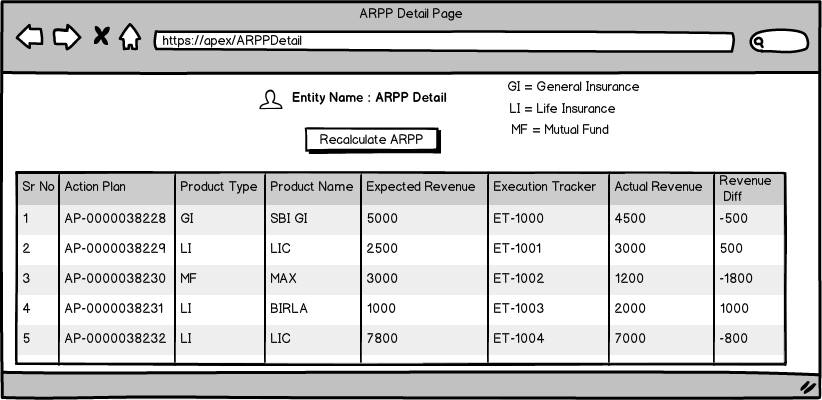 ARPP Detail Page
https://apex/ARPPDetail
Entity Name : ARPP Detail
GI = General Insurance
LI = Life Insurance
MF = Mutual Fund
Recalculate ARPP
Sr No Action Plan Product Type Product Name Expected Revenue Execution Tracker Actual Revenue Revenue Diff
1 AP-0000038228 GI SBI GI 5000 ET-1000 4500 -500
2 AP-0000038229 LI LIC 2500 ET-1001 3000 500
3 AP-0000038230 MF MAX 3000 ET-1002 1200 -1800
4 AP-0000038231 LI BIRLA 1000 ET-1003 2000 1000
5 AP-0000038232 LI LIC 7800 ET-1004 7000 -800